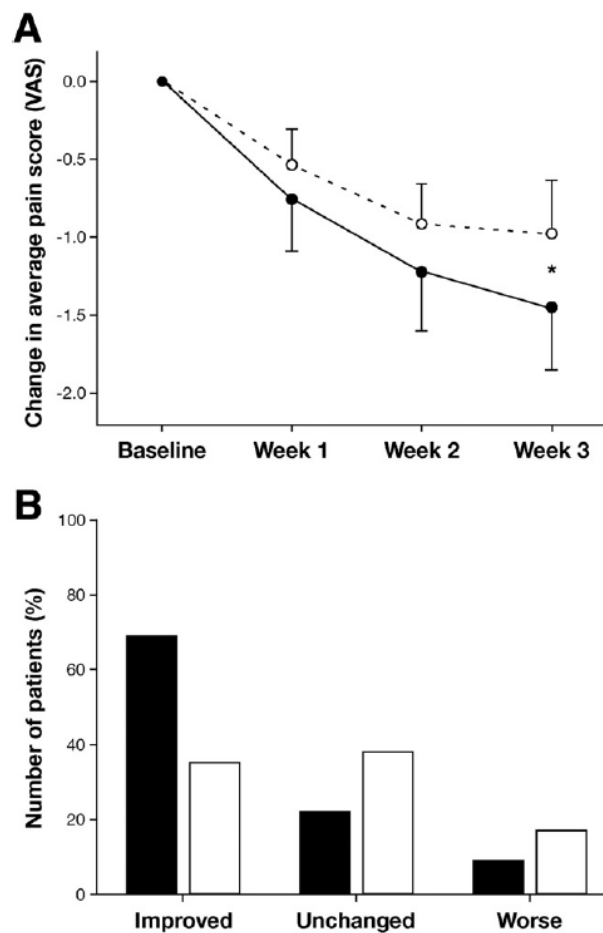 A
Change in average pain score (VAS)
0.0
-0.5
-1.0
-1.5
-2.0
*
Baseline Week 1 Week 2 Week 3
B
Number of patients (%)
100
80
60
40
20
0
Improved Unchanged Worse